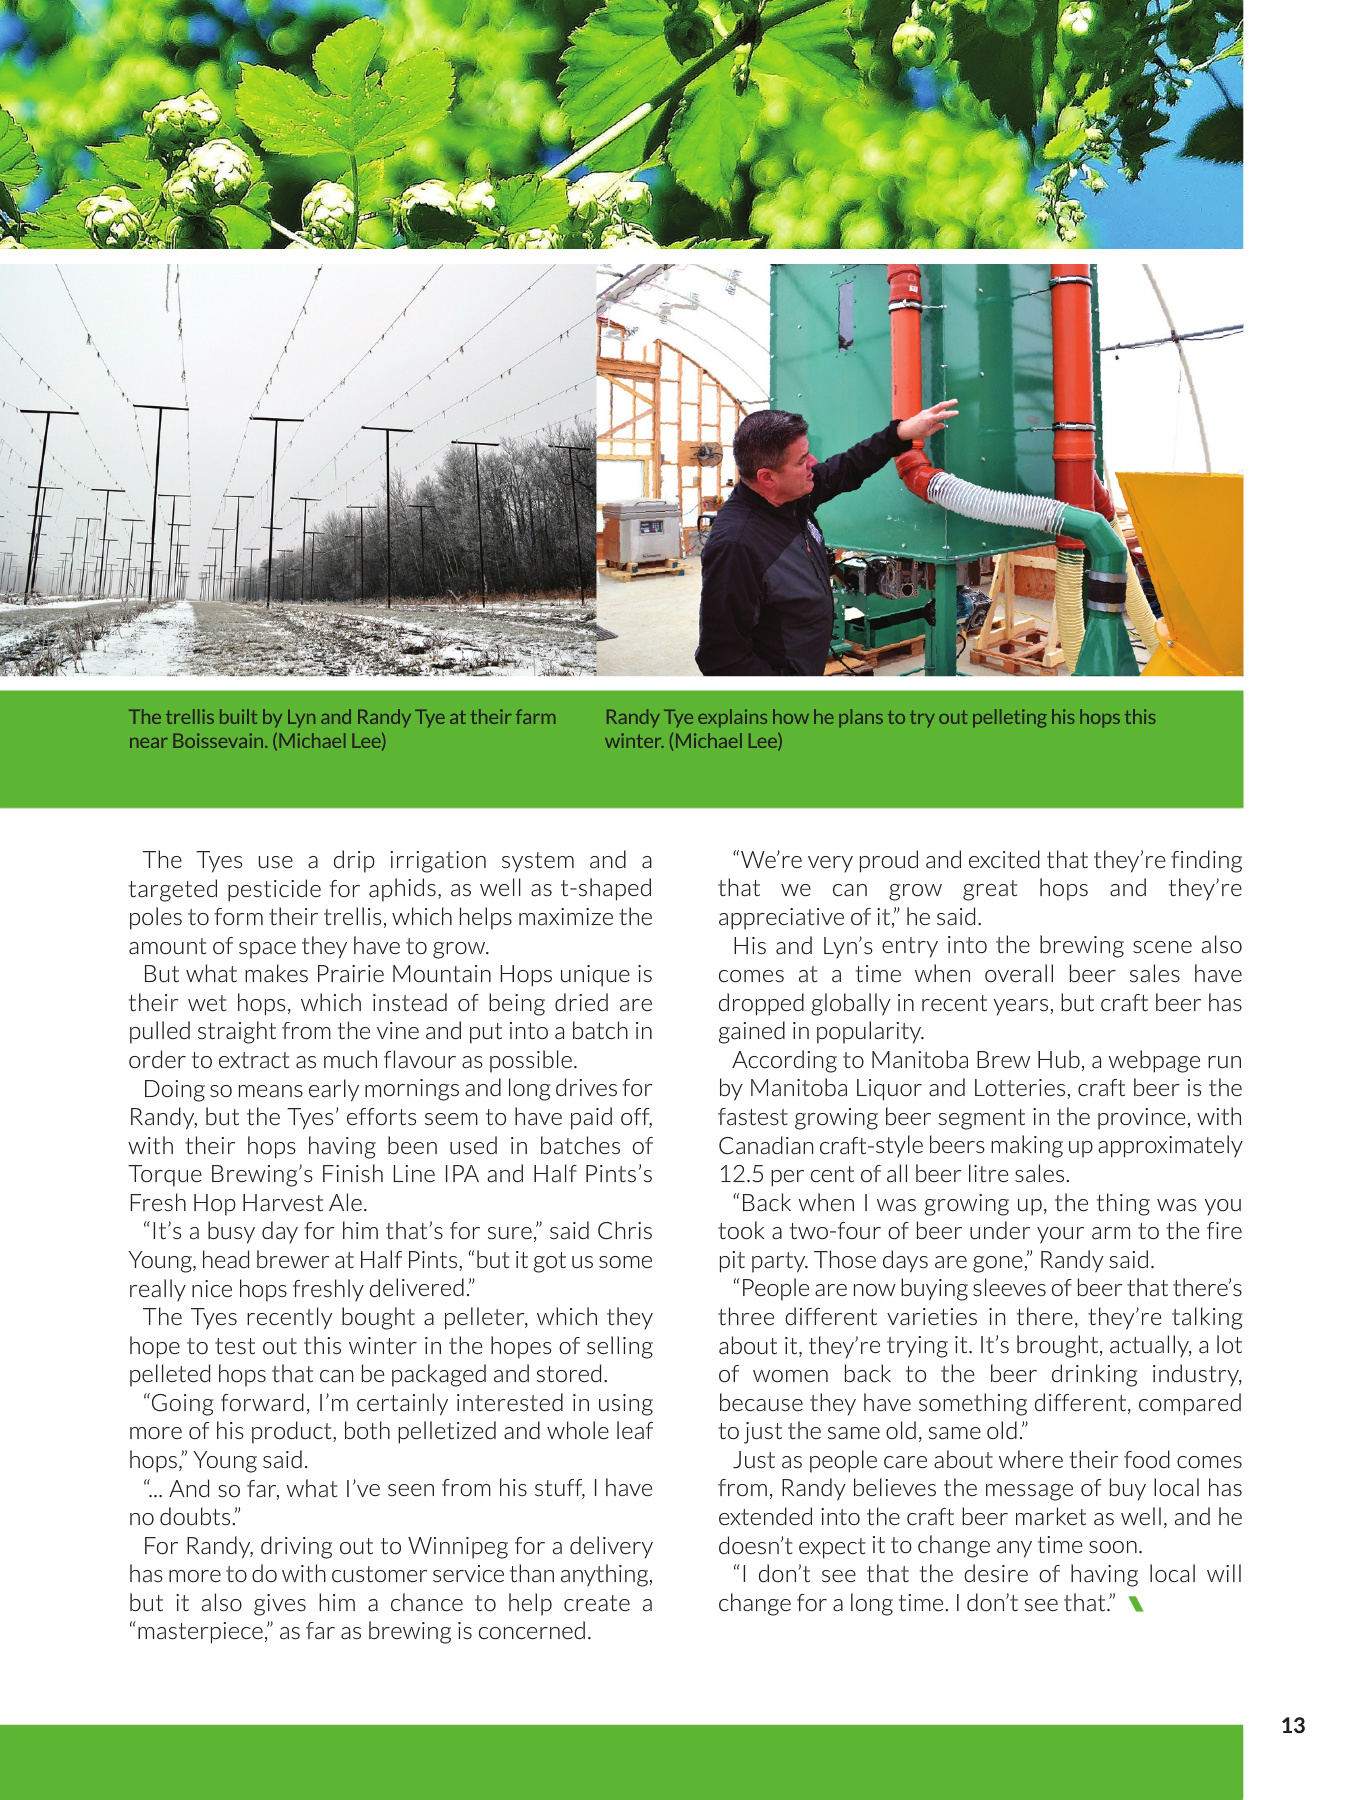 The trellis built by Lyn and Randy Tye at their farm
near Boissevain. (Michael Lee)
Randy Tye explains how he plans to try out pelleting his hops this
winter. (Michael Lee)
The Tyes use a drip irrigation system and a
targeted pesticide for aphids, as well as t-shaped
poles to form their trellis, which helps maximize the
amount of space they have to grow.
But what makes Prairie Mountain Hops unique is
their wet hops, which instead of being dried are
pulled straight from the vine and put into a batch in
order to extract as much flavour as possible.
Doing so means early mornings and long drives for
Randy, but the Tyes’ efforts seem to have paid off,
with their hops having been used in batches of
Torque Brewing’s Finish Line IPA and Half Pints’s
Fresh Hop Harvest Ale.
“It’s a busy day for him that’s for sure,” said Chris
Young, head brewer at Half Pints, “but it got us some
really nice hops freshly delivered.”
The Tyes recently bought a pelleter, which they
hope to test out this winter in the hopes of selling
pelleted hops that can be packaged and stored.
“Going forward, I’m certainly interested in using
more of his product, both pelletized and whole leaf
hops,” Young said.
“... And so far, what I’ve seen from his stuff, I have
no doubts.”
For Randy, driving out to Winnipeg for a delivery
has more to do with customer service than anything,
but it also gives him a chance to help create a
“masterpiece,” as far as brewing is concerned.
“We’re very proud and excited that they’re finding
that we can grow great hops and they’re
appreciative of it,” he said.
His and Lyn’s entry into the brewing scene also
comes at a time when overall beer sales have
dropped globally in recent years, but craft beer has
gained in popularity.
According to Manitoba Brew Hub, a webpage run
by Manitoba Liquor and Lotteries, craft beer is the
fastest growing beer segment in the province, with
Canadian craft-style beers making up approximately
12.5 per cent of all beer litre sales.
“Back when I was growing up, the thing was you
took a two-four of beer under your arm to the fire
pit party. Those days are gone,” Randy said.
“People are now buying sleeves of beer that there’s
three different varieties in there, they’re talking
about it, they’re trying it. It’s brought, actually, a lot
of women back to the beer drinking industry,
because they have something different, compared
to just the same old, same old.”
Just as people care about where their food comes
from, Randy believes the message of buy local has
extended into the craft beer market as well, and he
doesn’t expect it to change any time soon.
“I don’t see that the desire of having local will
change for a long time. I don’t see that.”
13